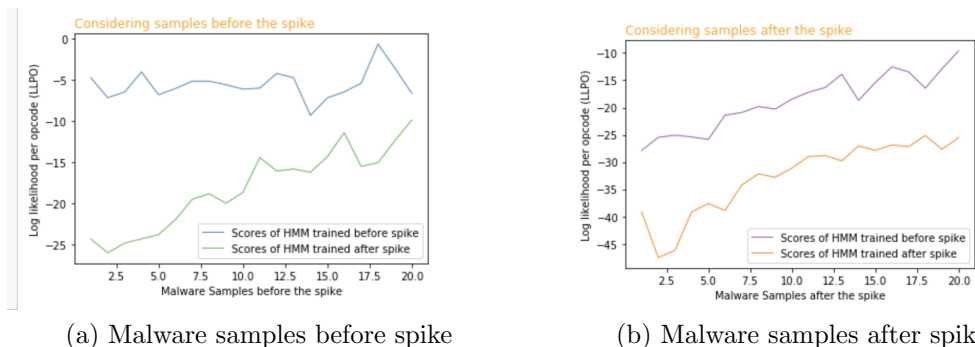 Considering samples before the spike
0
−5
−10
−15
−20
−25
Log likelihood per opcode (LLPO)
Scores of HMM trained before spike
Scores of HMM trained after spike
2.5 5.0 7.5 10.0 12.5 15.0 17.5 20.0
Malware Samples before the spike
(a) Malware samples before spike
Considering samples after the spike
−10
−15
−20
−25
−30
−35
−40
−45
Log likelihood per opcode (LLPO)
Scores of HMM trained before spike
Scores of HMM trained after spike
2.5 5.0 7.5 10.0 12.5 15.0 17.5 20.0
Malware Samples after the spike
(b) Malware samples after spik